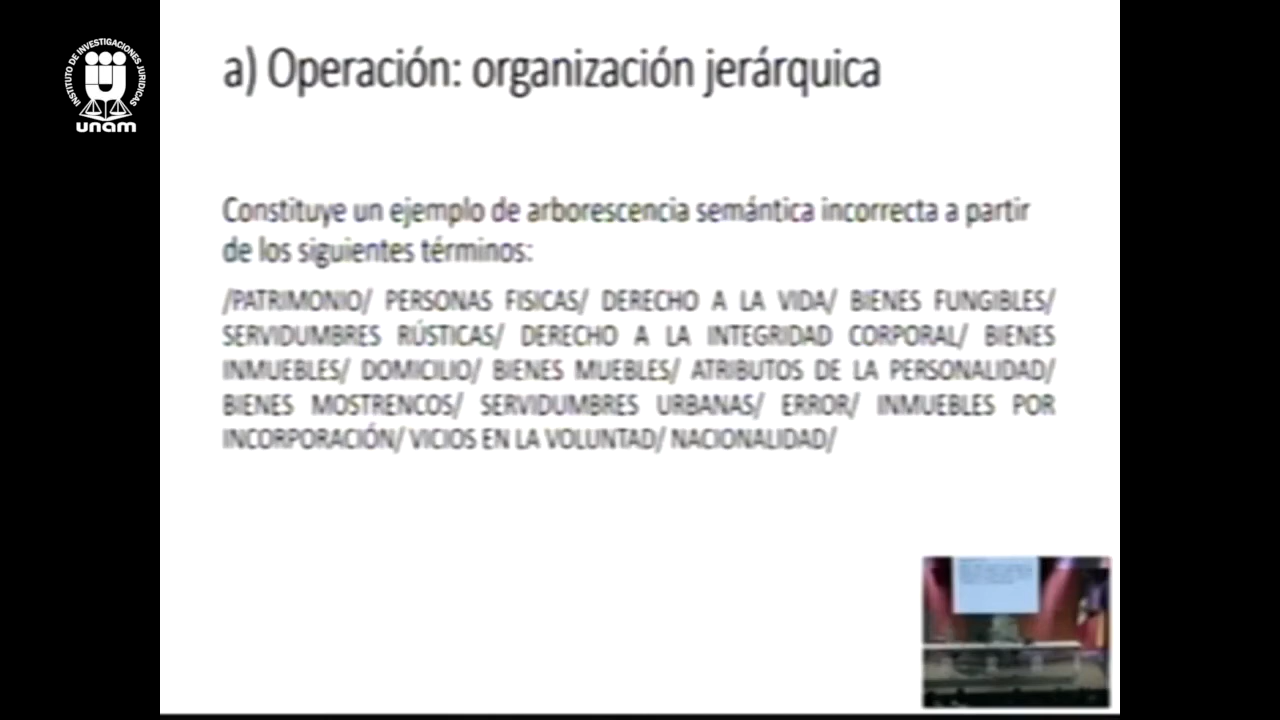 INSTITUTO DE INVESTIGACIONES JURIDICAS
unam
a) Operación: organización jerárquica
Constituye un ejemplo de arborescencia semántica incorrecta a partir
de los siguientes términos:
/PATRIMONIO/ PERSONAS FISICAS/ DERECHO A LA VIDA/ BIENES FUNGIBLES/
SERVIDUMBRES RÚSTICAS/ DERECHO A LA INTEGRIDAD CORPORAL/ BIENES
INMUEBLES/ DOMICILIO/ BIENES MUEBLES/ ATRIBUTOS DE LA PERSONALIDAD/
BIENES MOSTRENCOS/ SERVIDUMBRES URBANAS/ ERROR/ INMUEBLES POR
INCORPORACIÓN/ VICIOS EN LA VOLUNTAD/ NACIONALIDAD/